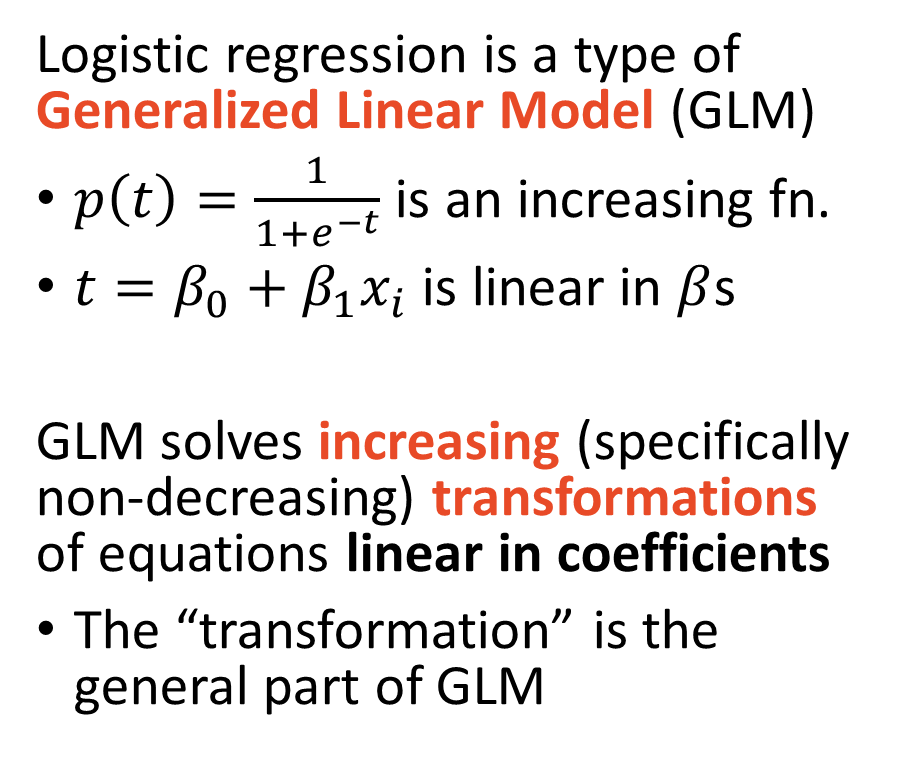 Logistic regression is a type of
Generalized Linear Model (GLM)
• p(t) = 1/(1+e^{−t}) is an increasing fn.
• t = β₀ + β₁xᵢ is linear in βs
GLM solves increasing (specifically
non-decreasing) transformations
of equations linear in coefficients
• The “transformation” is the
general part of GLM